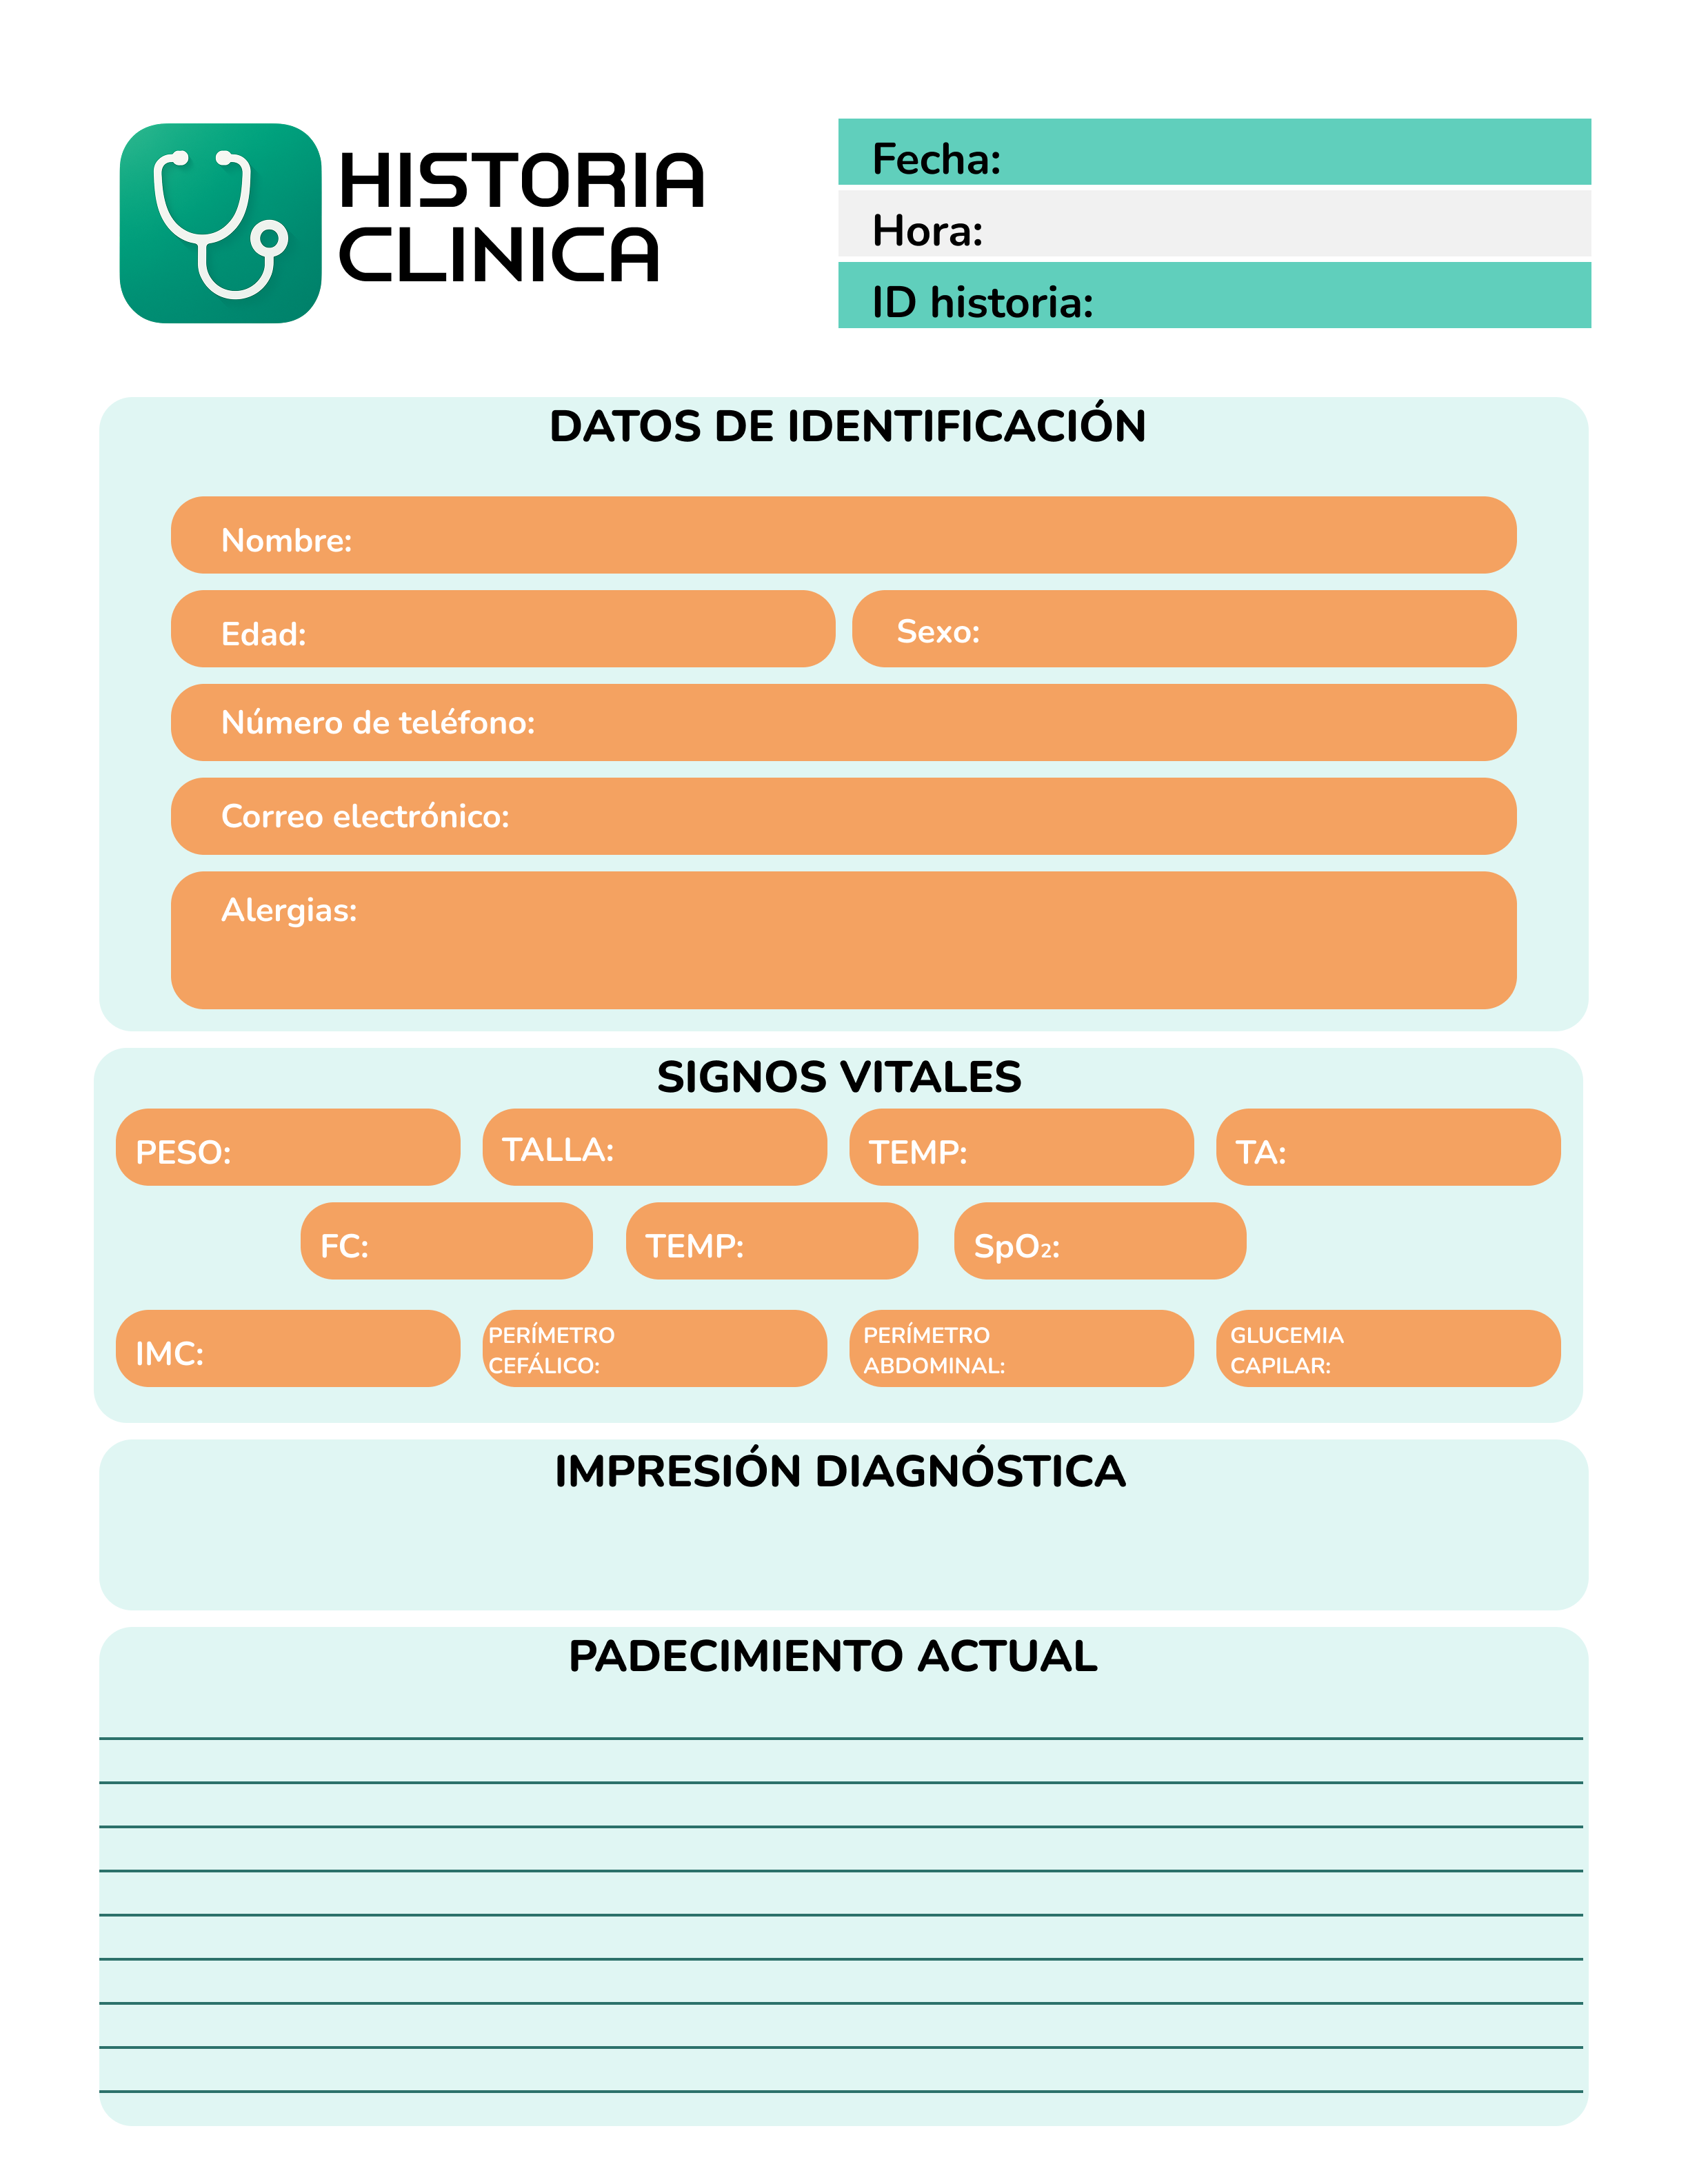 HISTORIA
CLINICA
Fecha:
Hora:
ID historia:
DATOS DE IDENTIFICACIÓN
Nombre:
Edad:
Sexo:
Número de teléfono:
Correo electrónico:
Alergias:
SIGNOS VITALES
PESO:
TALLA:
TEMP:
TA:
FC:
TEMP:
SpO₂:
IMC:
PERÍMETRO
CEFÁLICO:
PERÍMETRO
ABDOMINAL:
GLUCEMIA
CAPILAR:
IMPRESIÓN DIAGNÓSTICA
PADECIMIENTO ACTUAL